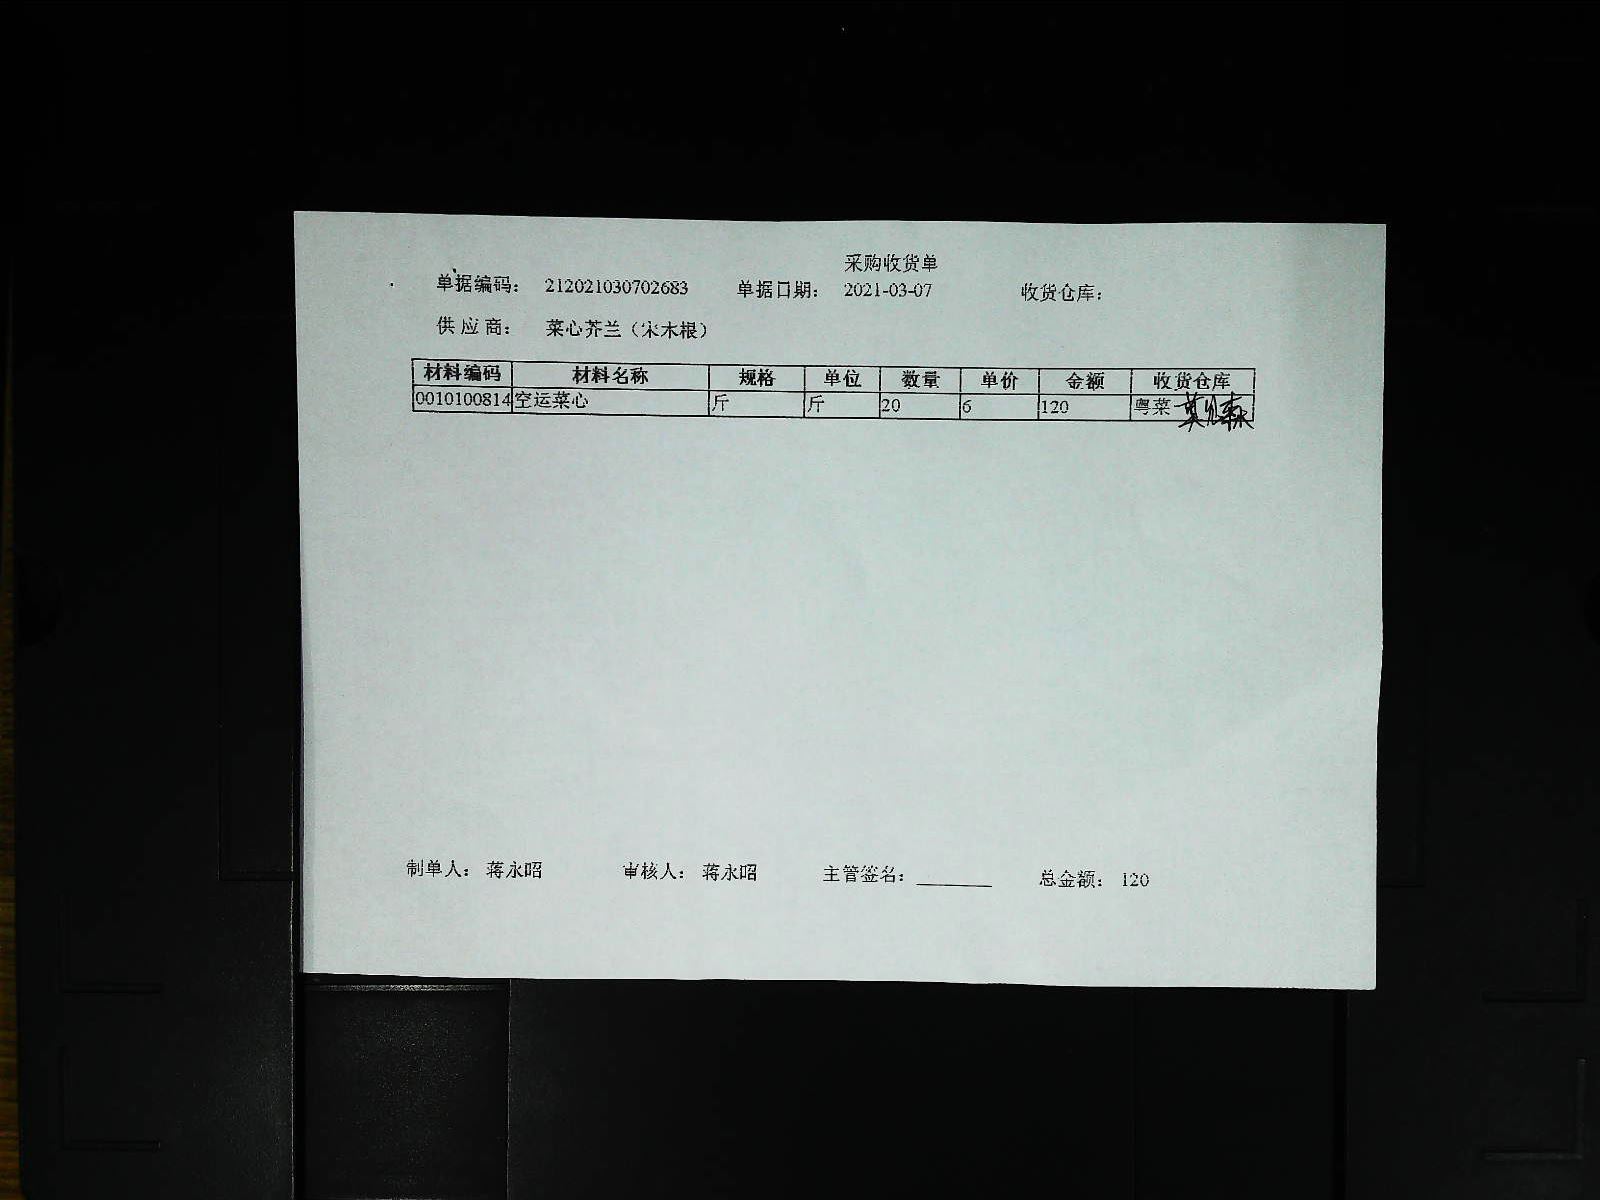 采购收货单
单据编码: 212021030702683 单据日期: 2021-03-07 收货仓库:
供应商: 菜心芥兰（宋木根）
材料编码 材料名称 规格 单位 数量 单价 金额 收货仓库
0010100814 空运菜心 斤 斤 20 6 120 粤菜
制单人: 蒋永昭 审核人: 蒋永昭 主管签名: 总金额: 120